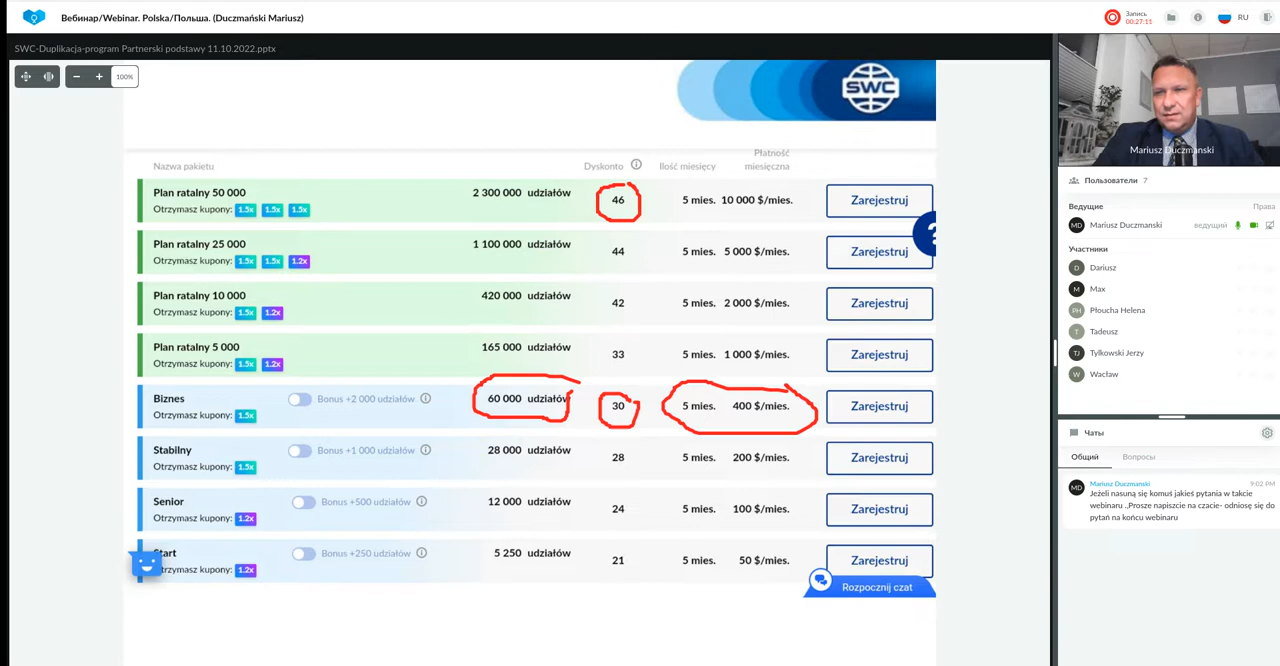 Вебинар/Webinar. Polska/Польша. (Duczmański Mariusz)
Запись
00:27:11
RU
SWC-Duplikacja-program Partnerski podstawy 11.10.2022.pptx
100%
SWC
Nazwa pakietu
Dyskonto
Ilość miesięcy
Płatność
miesięczna
Plan ratalny 50 000
2 300 000 udziałów
46
5 mies. 10 000 $/mies.
Zarejestruj
Otrzymasz kupony: 1.5x 1.5x 1.5x
?
Plan ratalny 25 000
1 100 000 udziałów
44
5 mies. 5 000 $/mies.
Zarejestruj
Otrzymasz kupony: 1.5x 1.5x 1.2x
Plan ratalny 10 000
420 000 udziałów
42
5 mies. 2 000 $/mies.
Zarejestruj
Otrzymasz kupony: 1.5x 1.2x
Plan ratalny 5 000
165 000 udziałów
33
5 mies. 1 000 $/mies.
Zarejestruj
Otrzymasz kupony: 1.5x 1.2x
Biznes
Bonus +2 000 udziałów
60 000 udziałów
30
5 mies. 400 $/mies.
Zarejestruj
Otrzymasz kupony: 1.5x
Stabilny
Bonus +1 000 udziałów
28 000 udziałów
28
5 mies. 200 $/mies.
Zarejestruj
Otrzymasz kupony: 1.5x
Senior
Bonus +500 udziałów
12 000 udziałów
24
5 mies. 100 $/mies.
Zarejestruj
Otrzymasz kupony: 1.2x
Start
Bonus +250 udziałów
5 250 udziałów
21
5 mies. 50 $/mies.
Zarejestruj
Otrzymasz kupony: 1.2x
Rozpocznij czat
Mariusz Duczmanski
Пользователи 7
Ведущие
Права
MD Mariusz Duczmanski ведущий
Участники
D Dariusz
M Max
PH Płoucha Helena
T Tadeusz
TJ Tylkowski Jerzy
W Wacław
Чаты
Общий
Вопросы
MD Mariusz Duczmanski 9:02 PM
Jeżeli nasuną się komuś jakieś pytania w takcie
webinaru ,,Prosze napiszcie na czacie- odniosę się do
pytań na końcu webinaru